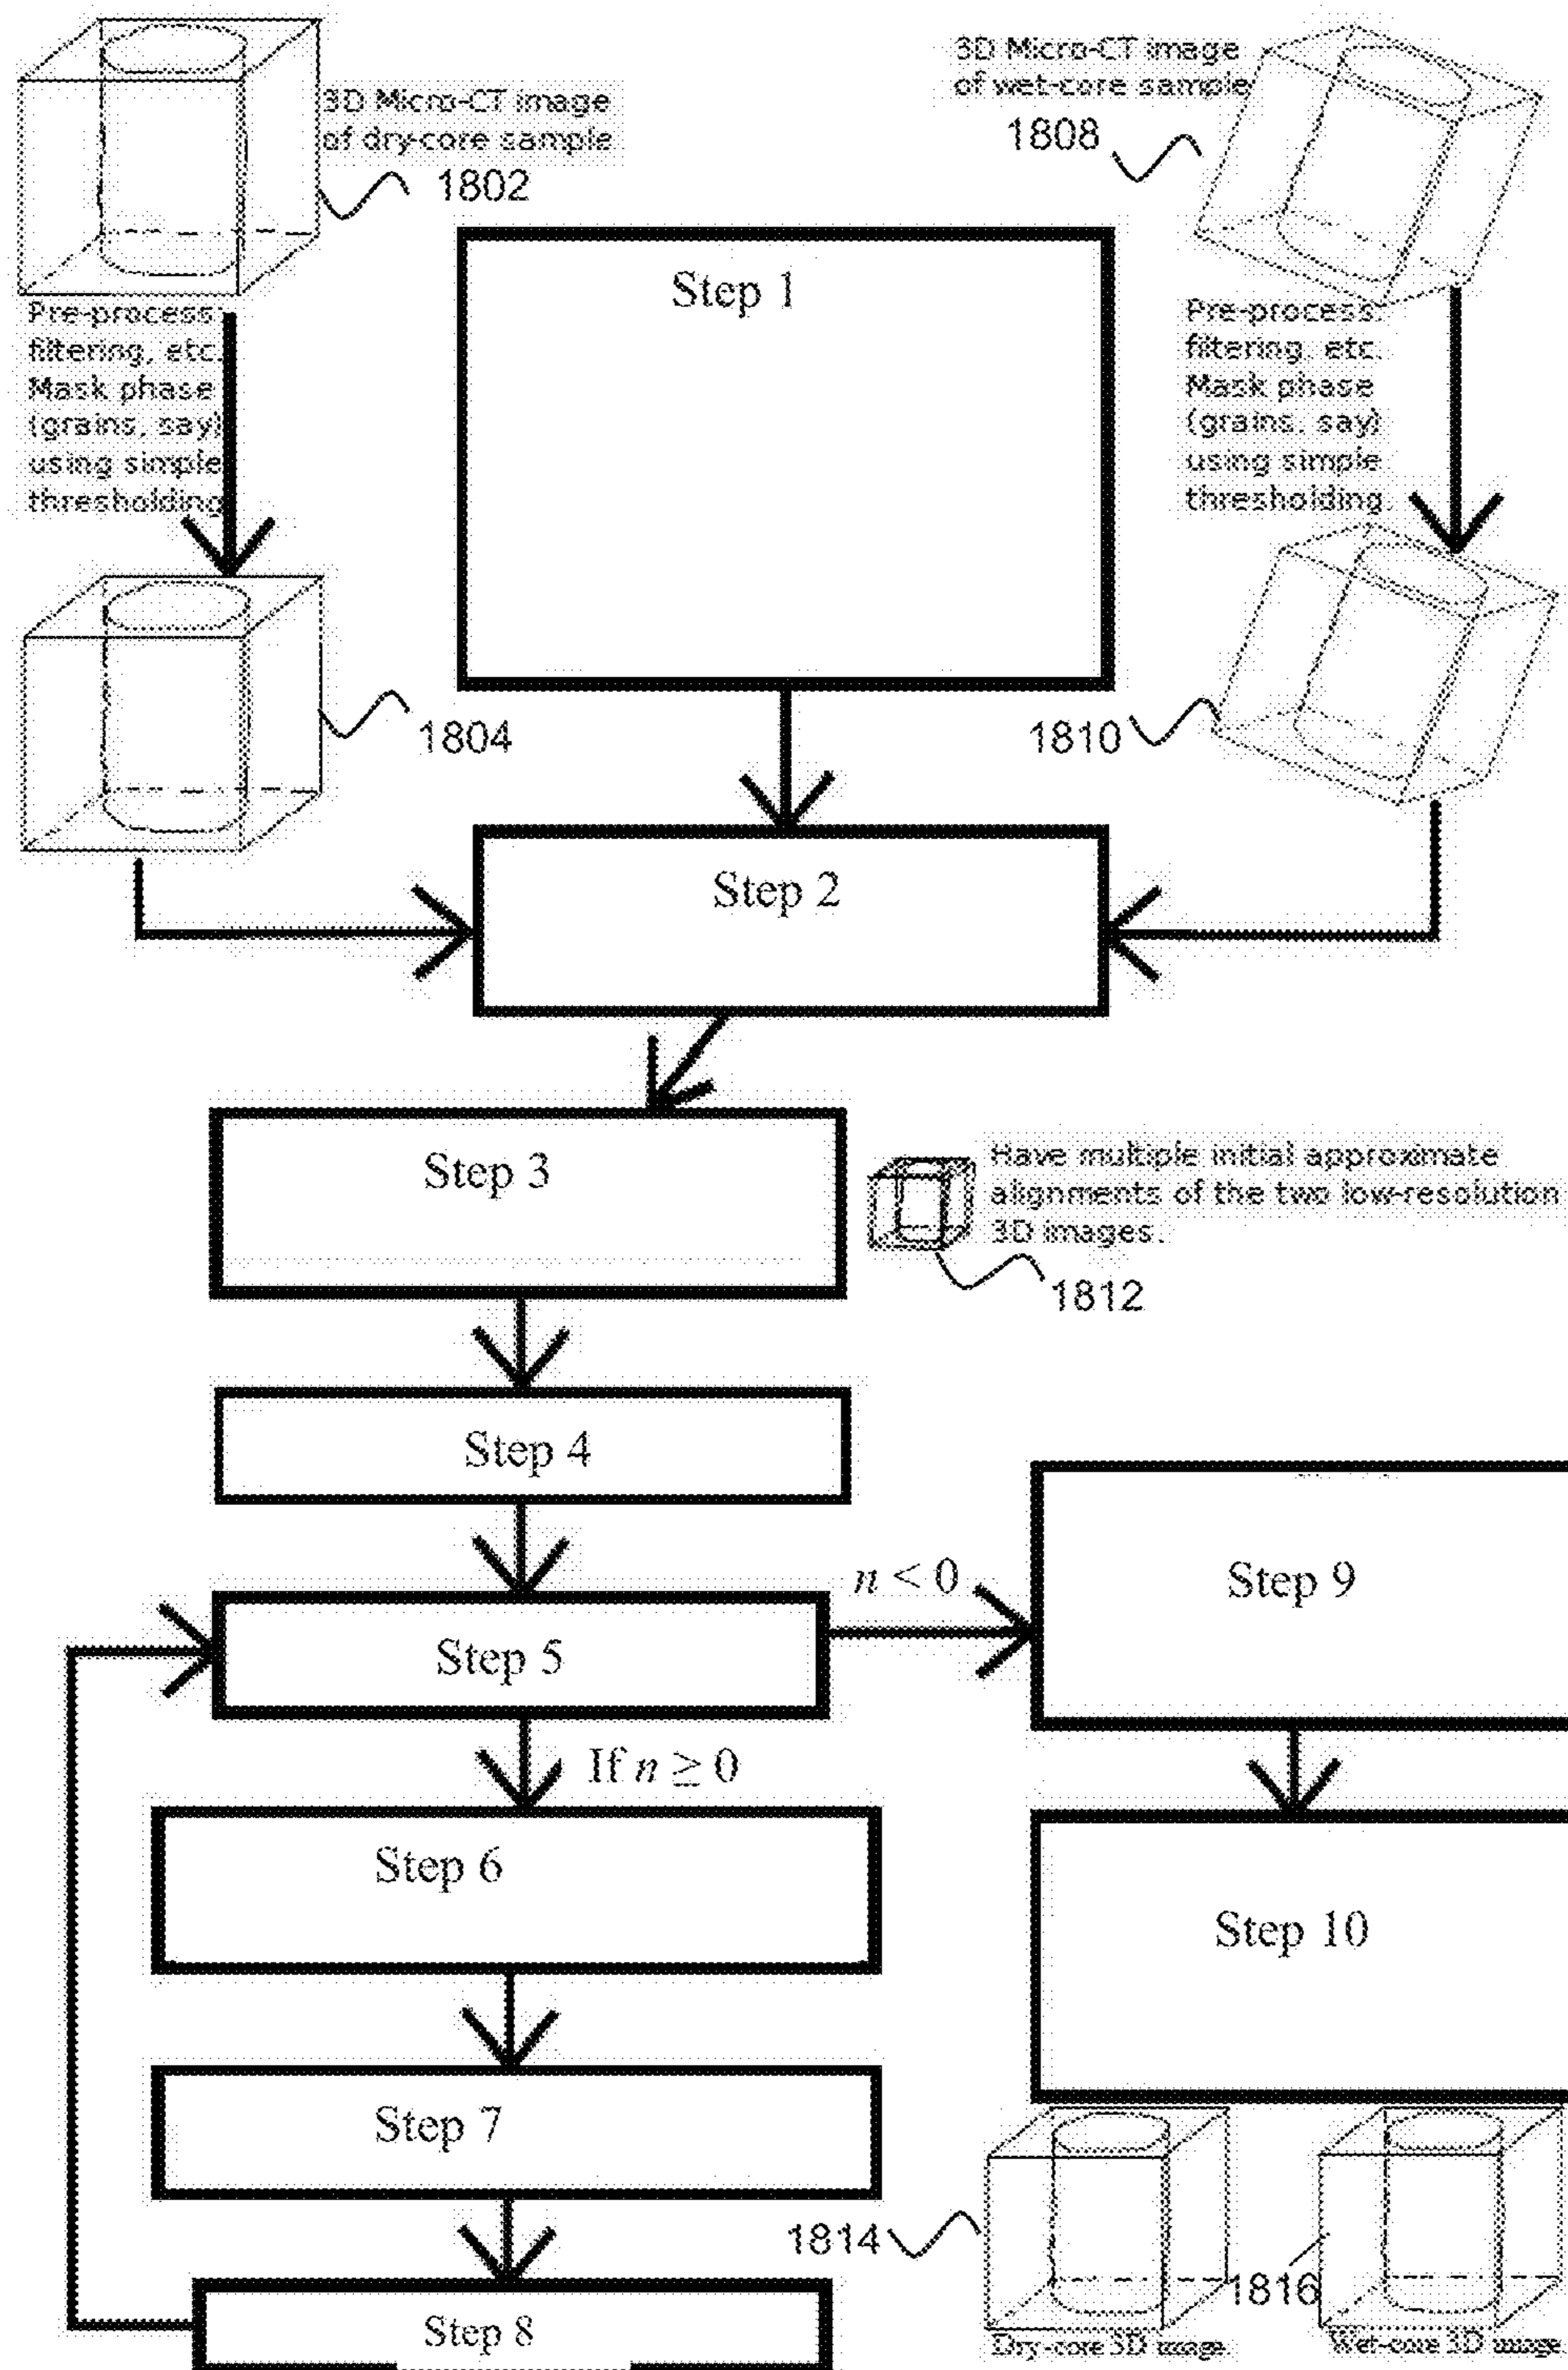 3D Micro-CT image
of dry-core sample
1802
3D Micro-CT image
of wet-core sample
1808
Step 1
Pre-process:
filtering, etc.
Mask phase
(grains, say)
using simple
thresholding
Pre-process:
filtering, etc.
Mask phase
(grains, say)
using simple
thresholding.
1804
1810
Step 2
Step 3
Have multiple initial approximate
alignments of the two low-resolution
3D images.
1812
Step 4
n < 0
Step 9
Step 5
If n ≥ 0
Step 6
Step 10
Step 7
1814
1816
Step 8
Dry-core 3D image.
Wet-core 3D image.